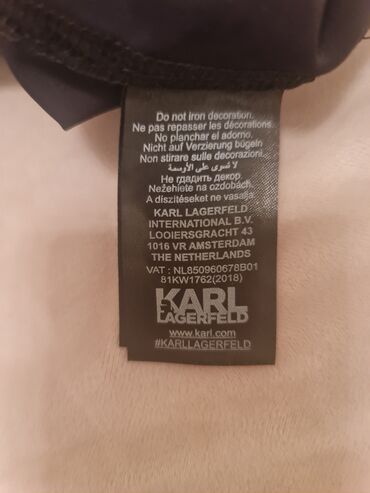 Do not iron decoration.
Ne pas repasser les décorations.
No planchar el adorno.
Nicht auf Verzierung bügeln
Non stirare sulle decorazioni.
لا تكوى على الأوسمة
Не гладить декор.
Nežehlete na ozdobách.
A díszítéseket ne vasalja.
KARL LAGERFELD
INTERNATIONAL B.V.
LOOIERSGRACHT 43
1016 VR AMSTERDAM
THE NETHERLANDS
VAT : NL850960678B01
81KW1762(2018)
KARL
LAGERFELD
www.karl.com
#KARLLAGERFELD